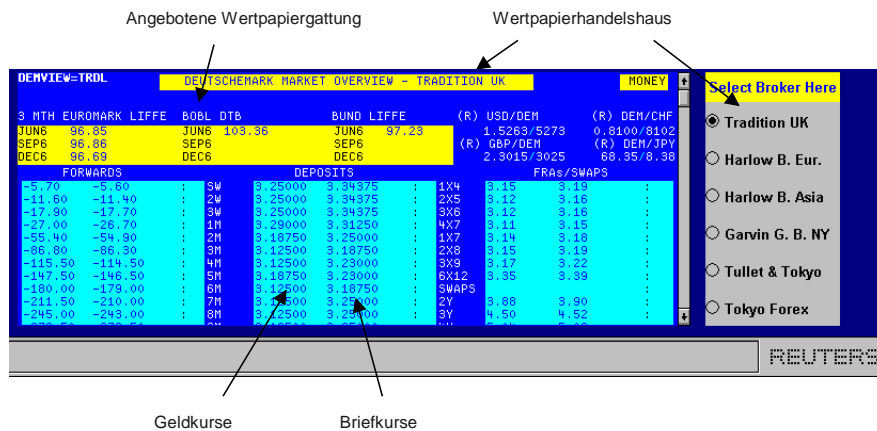 Angebotene Wertpapiergattung Wertpapierhandelshaus
DEMVIEW=TRDL DEUTSCHEMARK MARKET OVERVIEW - TRADITION UK MONEY
Select Broker Here
3 MTH EUROMARK LIFFE BOBL DTB BUND LIFFE (R) USD/DEM (R) DEM/CHF
JUN6 96.85 JUN6 103.36 JUN6 97.23 1.5263/5273 0.8100/8102
SEP6 96.86 SEP6 SEP6 (R) GBP/DEM (R) DEM/JPY
DEC6 96.69 DEC6 DEC6 2.3015/3025 68.35/8.38
FORWARDS DEPOSITS FRAs/SWAPS
-5.70 -5.60 : SW 3.25000 3.34375 : 1X4 3.15 3.19 :
-11.60 -11.40 : 2W 3.25000 3.34375 : 2X5 3.12 3.16 :
-17.90 -17.70 : 3W 3.25000 3.34375 : 3X6 3.12 3.16 :
-27.00 -26.70 : 1M 3.29000 3.31250 : 4X7 3.11 3.15 :
-55.40 -54.90 : 2M 3.18750 3.25000 : 1X7 3.14 3.18 :
-86.80 -86.30 : 3M 3.12500 3.18750 : 2X8 3.15 3.19 :
-115.50 -114.50 : 4M 3.12500 3.23000 : 3X9 3.17 3.22 :
-147.50 -146.50 : 5M 3.18750 3.23000 : 6X12 3.35 3.39 :
-180.00 -179.00 : 6M 3.12500 3.18750 : SWAPS
-211.50 -210.00 : 7M 3.12500 3.25000 : 2Y 3.88 3.90 :
-245.00 -243.00 : 8M 3.12500 3.25000 : 3Y 4.50 4.52 :
Tradition UK
Harlow B. Eur.
Harlow B. Asia
Garvin G. B. NY
Tullet & Tokyo
Tokyo Forex
REUTERS
Geldkurse Briefkurse